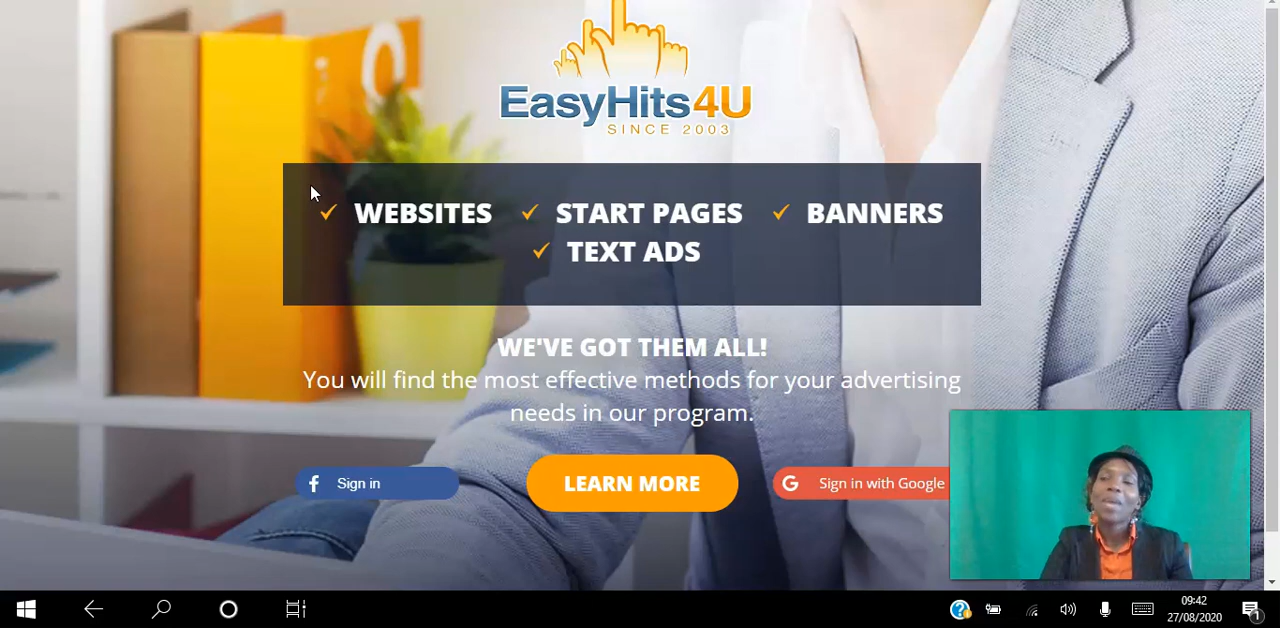 EasyHits4U
SINCE 2003
WEBSITES START PAGES BANNERS
TEXT ADS
WE'VE GOT THEM ALL!
You will find the most effective methods for your advertising
needs in our program.
Sign in
LEARN MORE
Sign in with Google
09:42
27/08/2020